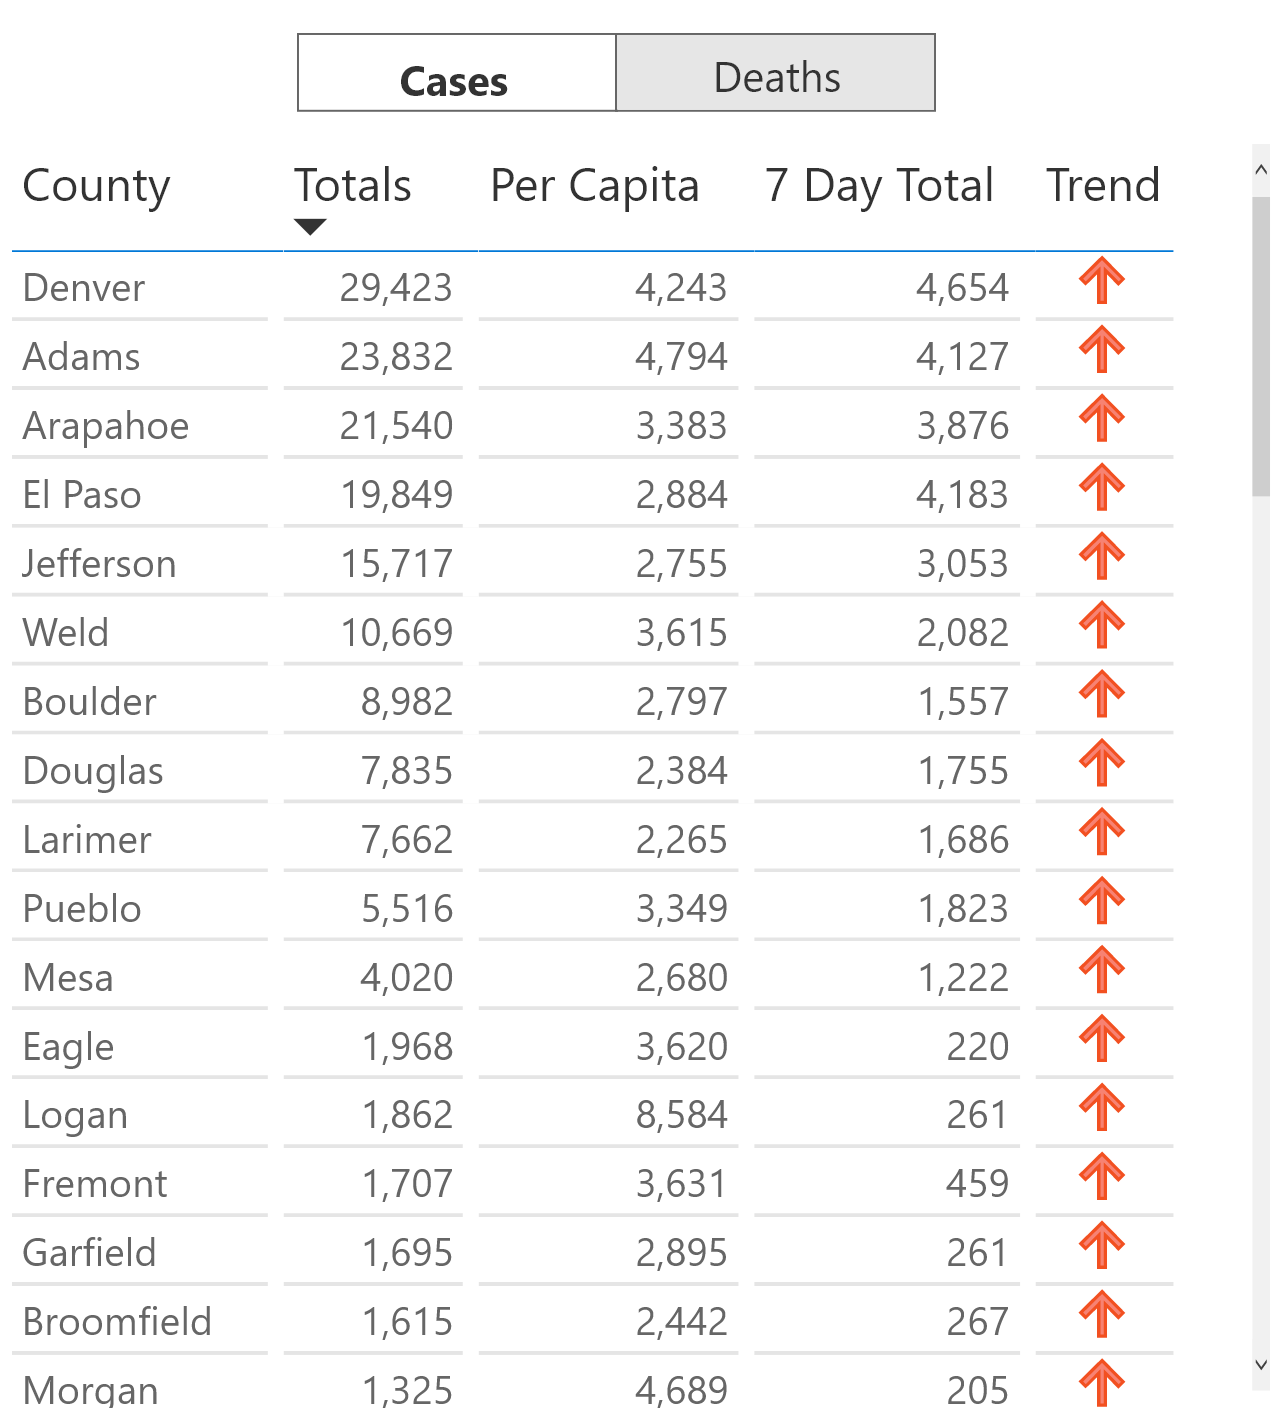 Cases Deaths
County Totals Per Capita 7 Day Total Trend
Denver 29,423 4,243 4,654
Adams 23,832 4,794 4,127
Arapahoe 21,540 3,383 3,876
El Paso 19,849 2,884 4,183
Jefferson 15,717 2,755 3,053
Weld 10,669 3,615 2,082
Boulder 8,982 2,797 1,557
Douglas 7,835 2,384 1,755
Larimer 7,662 2,265 1,686
Pueblo 5,516 3,349 1,823
Mesa 4,020 2,680 1,222
Eagle 1,968 3,620 220
Logan 1,862 8,584 261
Fremont 1,707 3,631 459
Garfield 1,695 2,895 261
Broomfield 1,615 2,442 267
Morgan 1,325 4,689 205